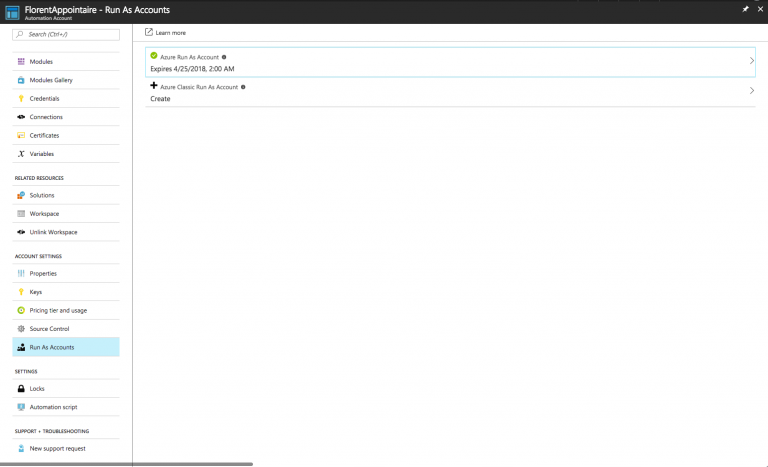 FlorentAppointaire - Run As Accounts
Automation Account
Search (Ctrl+/)
Modules
Modules Gallery
Credentials
Connections
Certificates
Variables
RELATED RESOURCES
Solutions
Workspace
Unlink Workspace
ACCOUNT SETTINGS
Properties
Keys
Pricing tier and usage
Source Control
Run As Accounts
SETTINGS
Locks
Automation script
SUPPORT + TROUBLESHOOTING
New support request
Learn more
Azure Run As Account
Expires 4/25/2018, 2:00 AM
Azure Classic Run As Account
Create